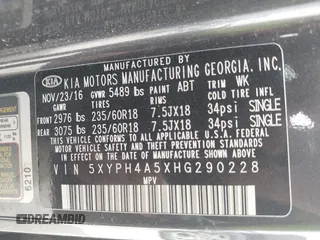 KIA KIA MOTORS MANUFACTURING GEORGIA, INC.
NOV/23/16 GVWR 5489 lbs PAINT ABT TRIM WK
GAWR TIRES RIMS COLD TIRE INFL
FRONT 2976 lbs 235/60R18 7.5JX18 34psi SINGLE
REAR 3075 lbs 235/60R18 7.5JX18 34psi SINGLE
THIS VEHICLE CONFORMS TO ALL APPLICABLE
U.S. FEDERAL MOTOR VEHICLE SAFETY AND
THEFT PREVENTION STANDARDS IN EFFECT ON
THE DATE OF MANUFACTURE SHOWN ABOVE.
VIN 5XYPH4A5XHG290228
MPV
6210
DREAMBID